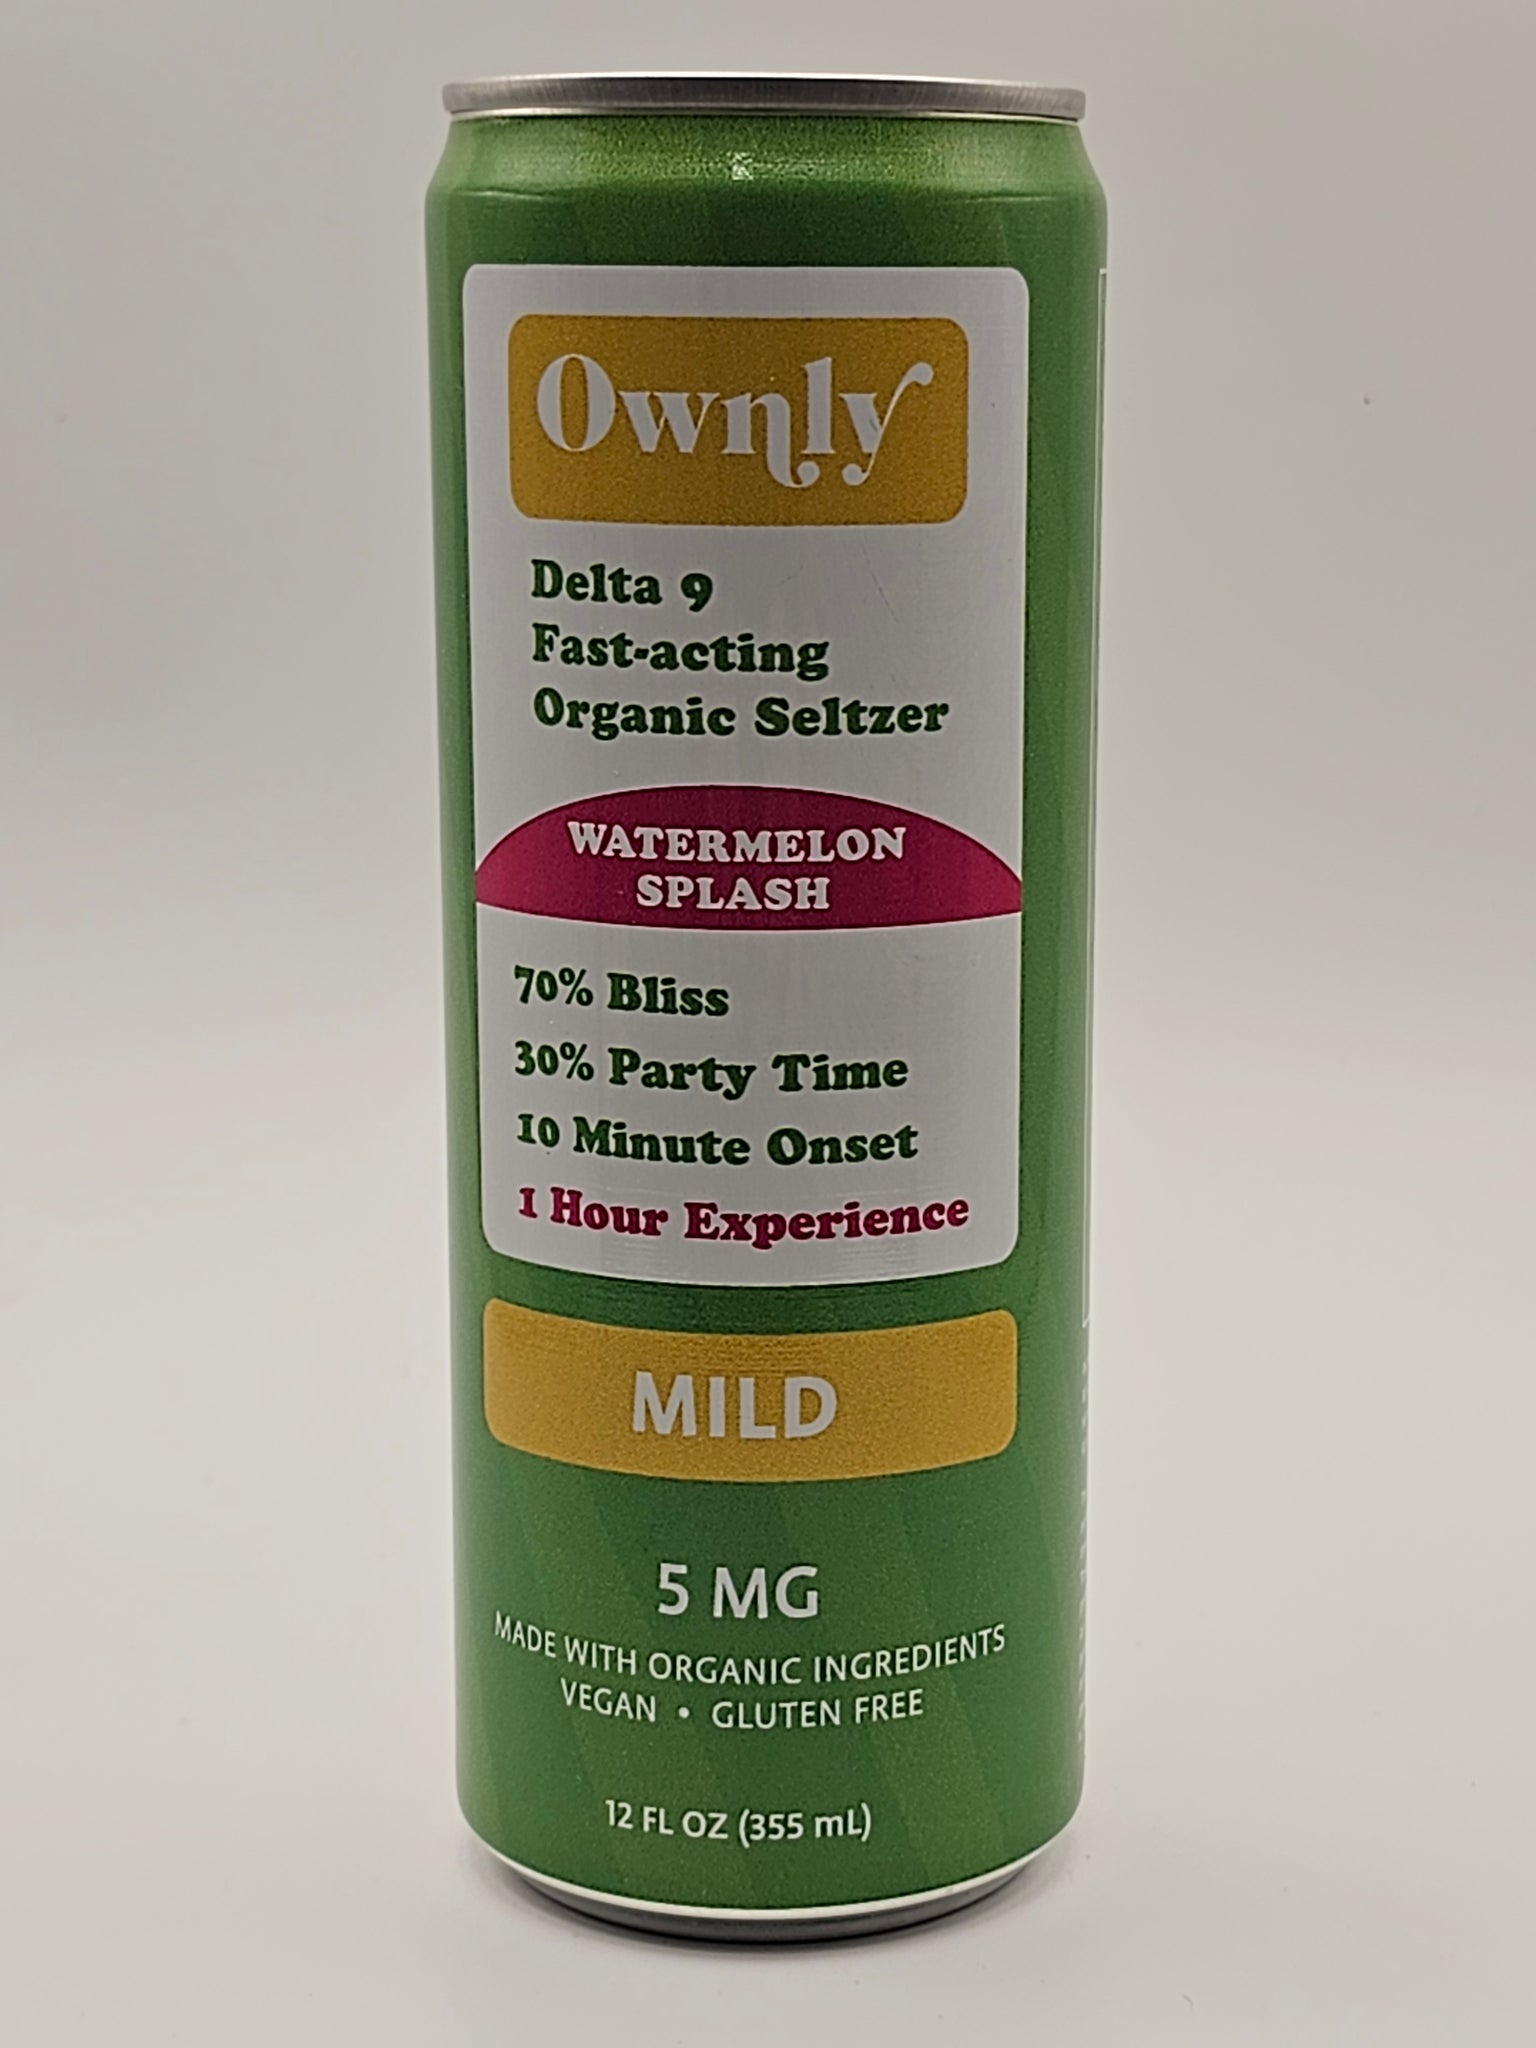 Ownly
Delta 9
Fast-acting
Organic Seltzer
WATERMELON
SPLASH
70% Bliss
30% Party Time
10 Minute Onset
1 Hour Experience
MILD
5 MG
MADE WITH ORGANIC INGREDIENTS
VEGAN • GLUTEN FREE
12 FL OZ (355 mL)